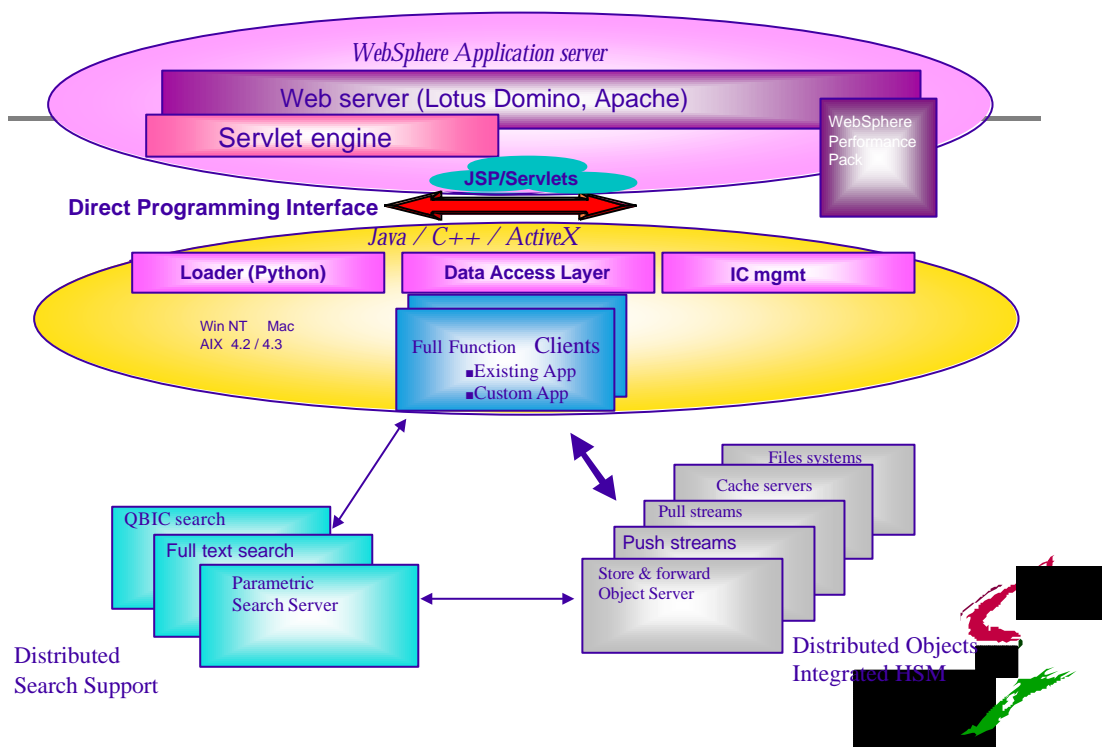 WebSphere Application server
Web server (Lotus Domino, Apache)
Servlet engine
WebSphere
Performance
Pack
JSP/Servlets
Direct Programming Interface
Java / C++ / ActiveX
Loader (Python)
Data Access Layer
IC mgmt
Win NT Mac
AIX 4.2 / 4.3
Full Function Clients
■Existing App
■Custom App
Files systems
Cache servers
Pull streams
Push streams
Store & forward
Object Server
QBIC search
Full text search
Parametric
Search Server
Distributed
Search Support
Distributed Objects
Integrated HSM